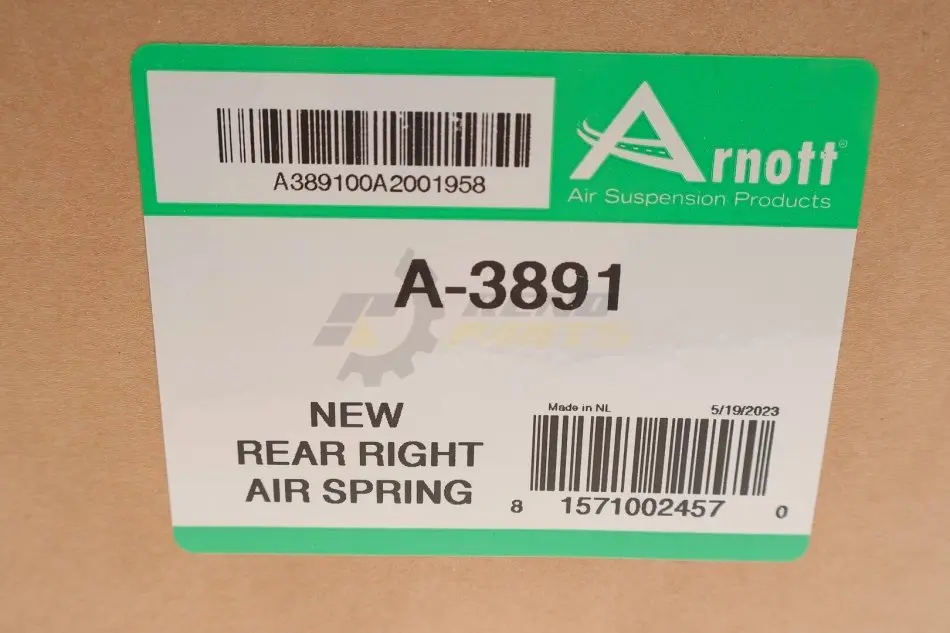 A389100A2001958
Arnott®
Air Suspension Products
A-3891
PARTS
NEW
REAR RIGHT
AIR SPRING
Made in NL 5/19/2023
8 1571002457 0